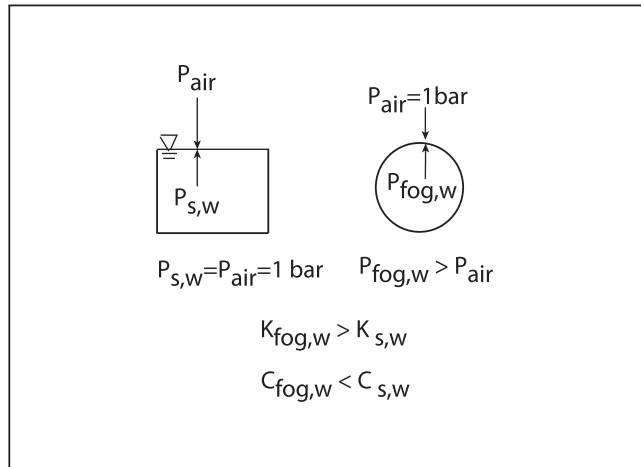 P_air
P_air=1bar
P_s,w
P_fog,w
P_s,w=P_air=1 bar
P_fog,w > P_air
K_fog,w > K_s,w
C_fog,w < C_s,w